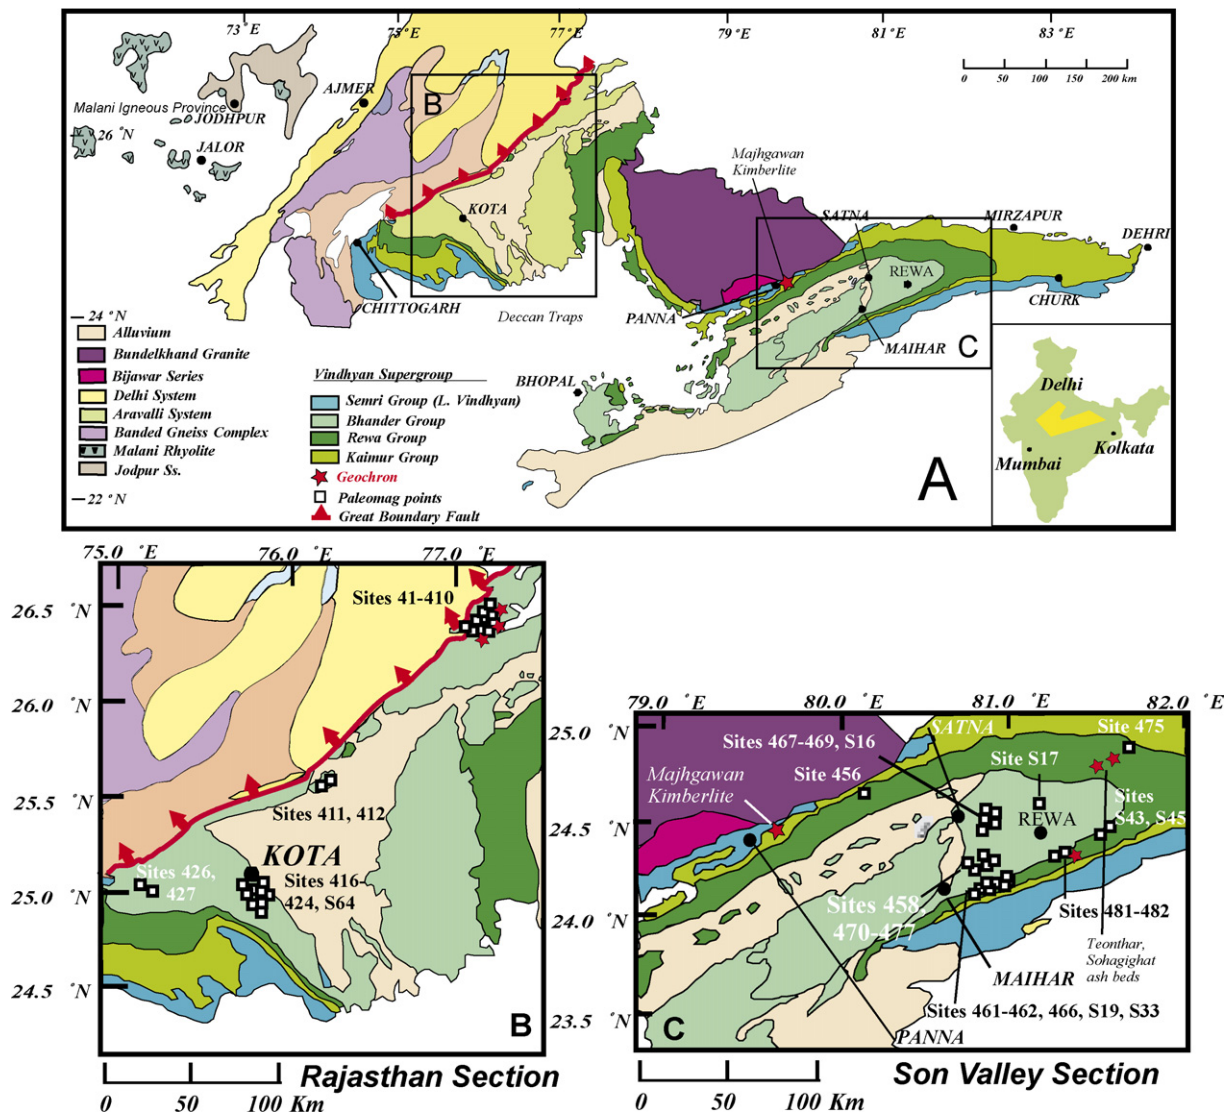 73°E
75°E
77°E
79°E
81°E
83°E
0 50 100 150 200 km
Malani Igneous Province
26 °N
JODHPUR
AJMER
JALOR
B
KOTA
CHITTOGARH
Majhgawan
Kimberlite
SATNA
MIRZAPUR
DEHRI
REWA
CHURK
PANNA
MAIHAR
C
Deccan Traps
BHOPAL
24 °N
Alluvium
Bundelkhand Granite
Bijawar Series
Delhi System
Aravalli System
Banded Gneiss Complex
Malani Rhyolite
Jodpur Ss.
22 °N
Vindhyan Supergroup
Semri Group (L. Vindhyan)
Bhander Group
Rewa Group
Kaimur Group
Geochron
Paleomag points
Great Boundary Fault
A
Delhi
Kolkata
Mumbai
75.0 °E
76.0 °E
77.0 °E
26.5 °N
26.0 °N
25.5 °N
25.0 °N
24.5 °N
Sites 41-410
Sites 411, 412
KOTA
Sites 416-
424, S64
Sites 426,
427
B
0 50 100 Km
Rajasthan Section
79.0 °E
80.0 °E
81.0 °E
82.0 °E
25.0 °N
24.5 °N
24.0 °N
23.5 °N
SATNA
Site 475
Sites 467-469, S16
Site S17
Site 456
Majhgawan
Kimberlite
REWA
Sites
S43, S45
Sites 458,
470-477
Sites 481-482
Teonthar,
Sohagighat
ash beds
MAIHAR
Sites 461-462, 466, S19, S33
PANNA
C
0 50 100 Km
Son Valley Section